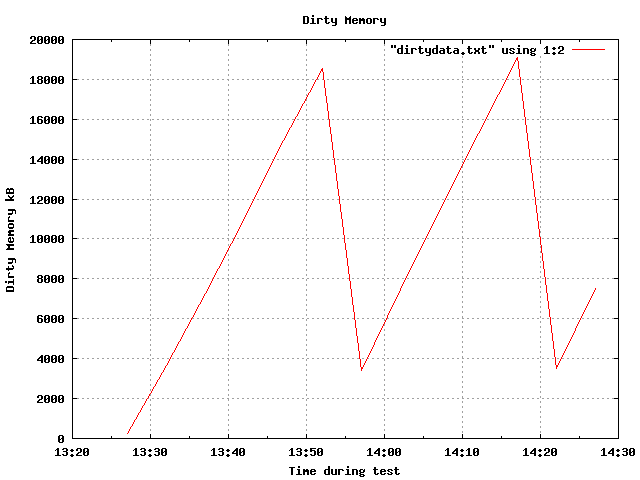 Dirty Memory
"dirtydata.txt" using 1:2
20000
18000
16000
14000
12000
10000
8000
6000
4000
2000
0
Dirty Memory kB
13:20 13:30 13:40 13:50 14:00 14:10 14:20 14:30
Time during test